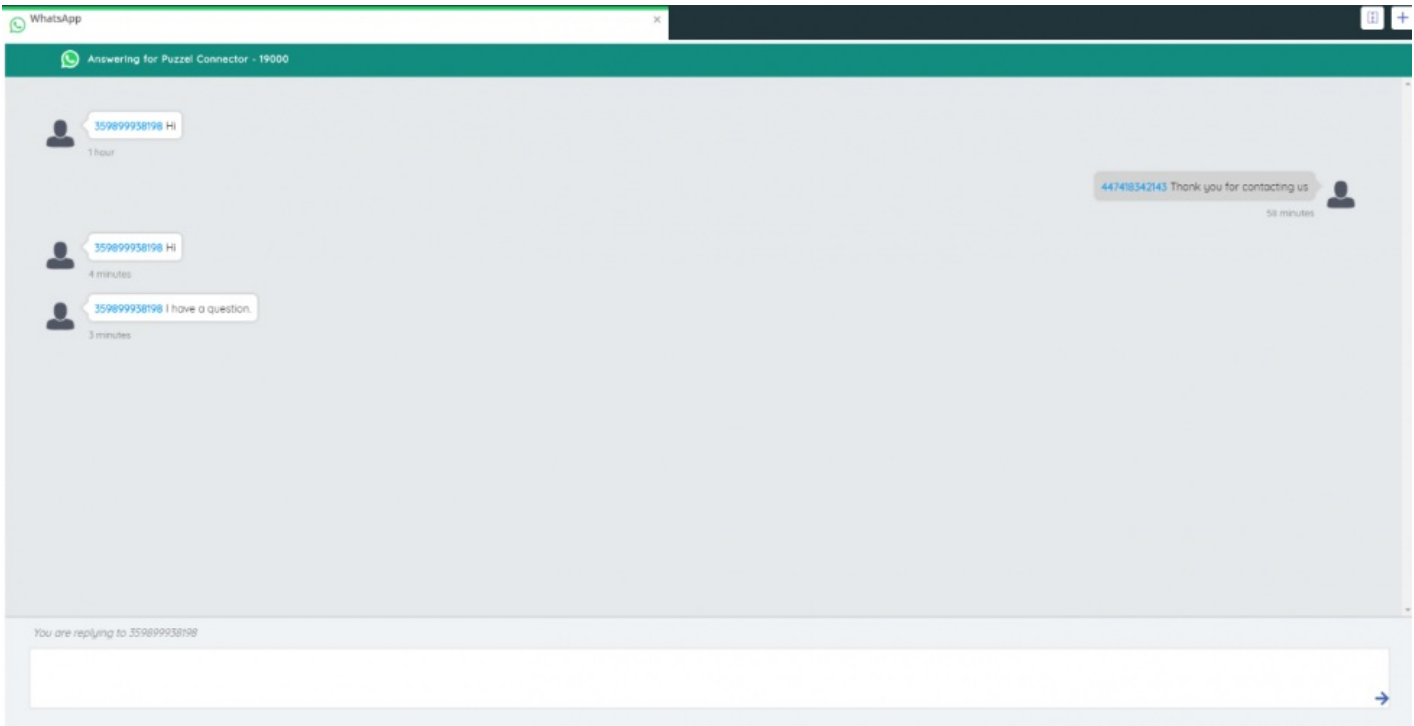 WhatsApp
Answering for Puzzel Connector - 19000
359899938198 Hi
1 hour
447418342143 Thank you for contacting us
58 minutes
359899938198 Hi
4 minutes
359899938198 I have a question.
3 minutes
You are replying to 359899938198